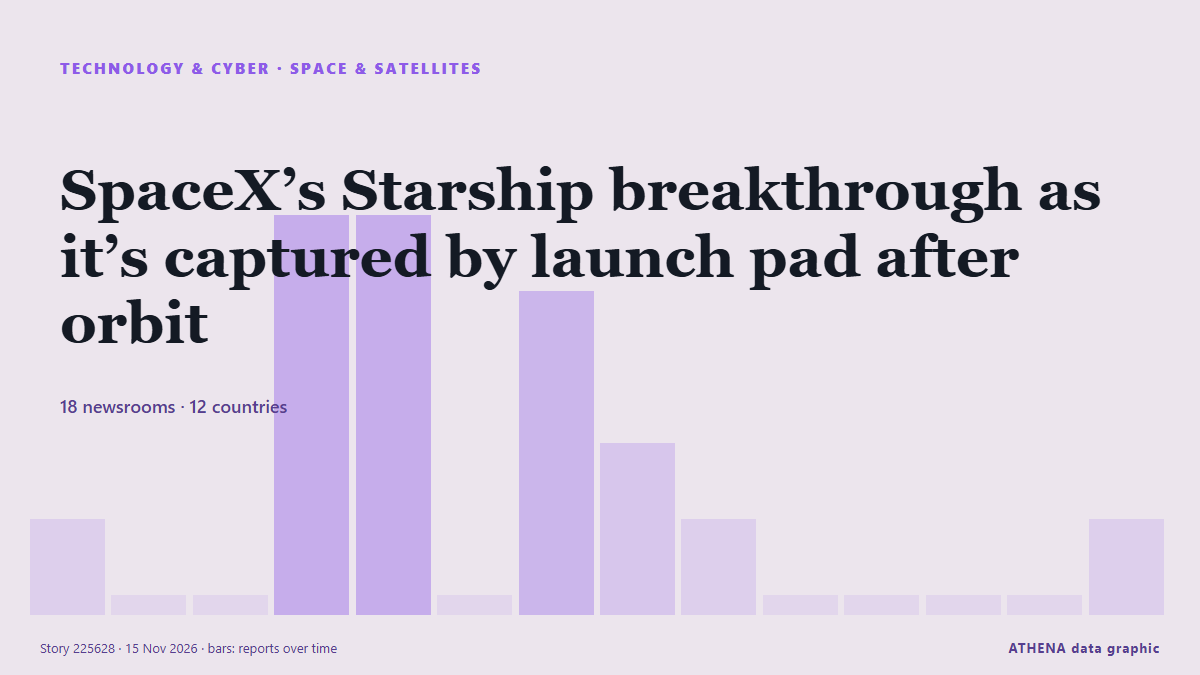 TECHNOLOGY & CYBER · SPACE & SATELLITES
SpaceX’s Starship breakthrough as
it’s captured by launch pad after
orbit
18 newsrooms · 12 countries
Story 225628 · 15 Nov 2026 · bars: reports over time
ATHENA data graphic